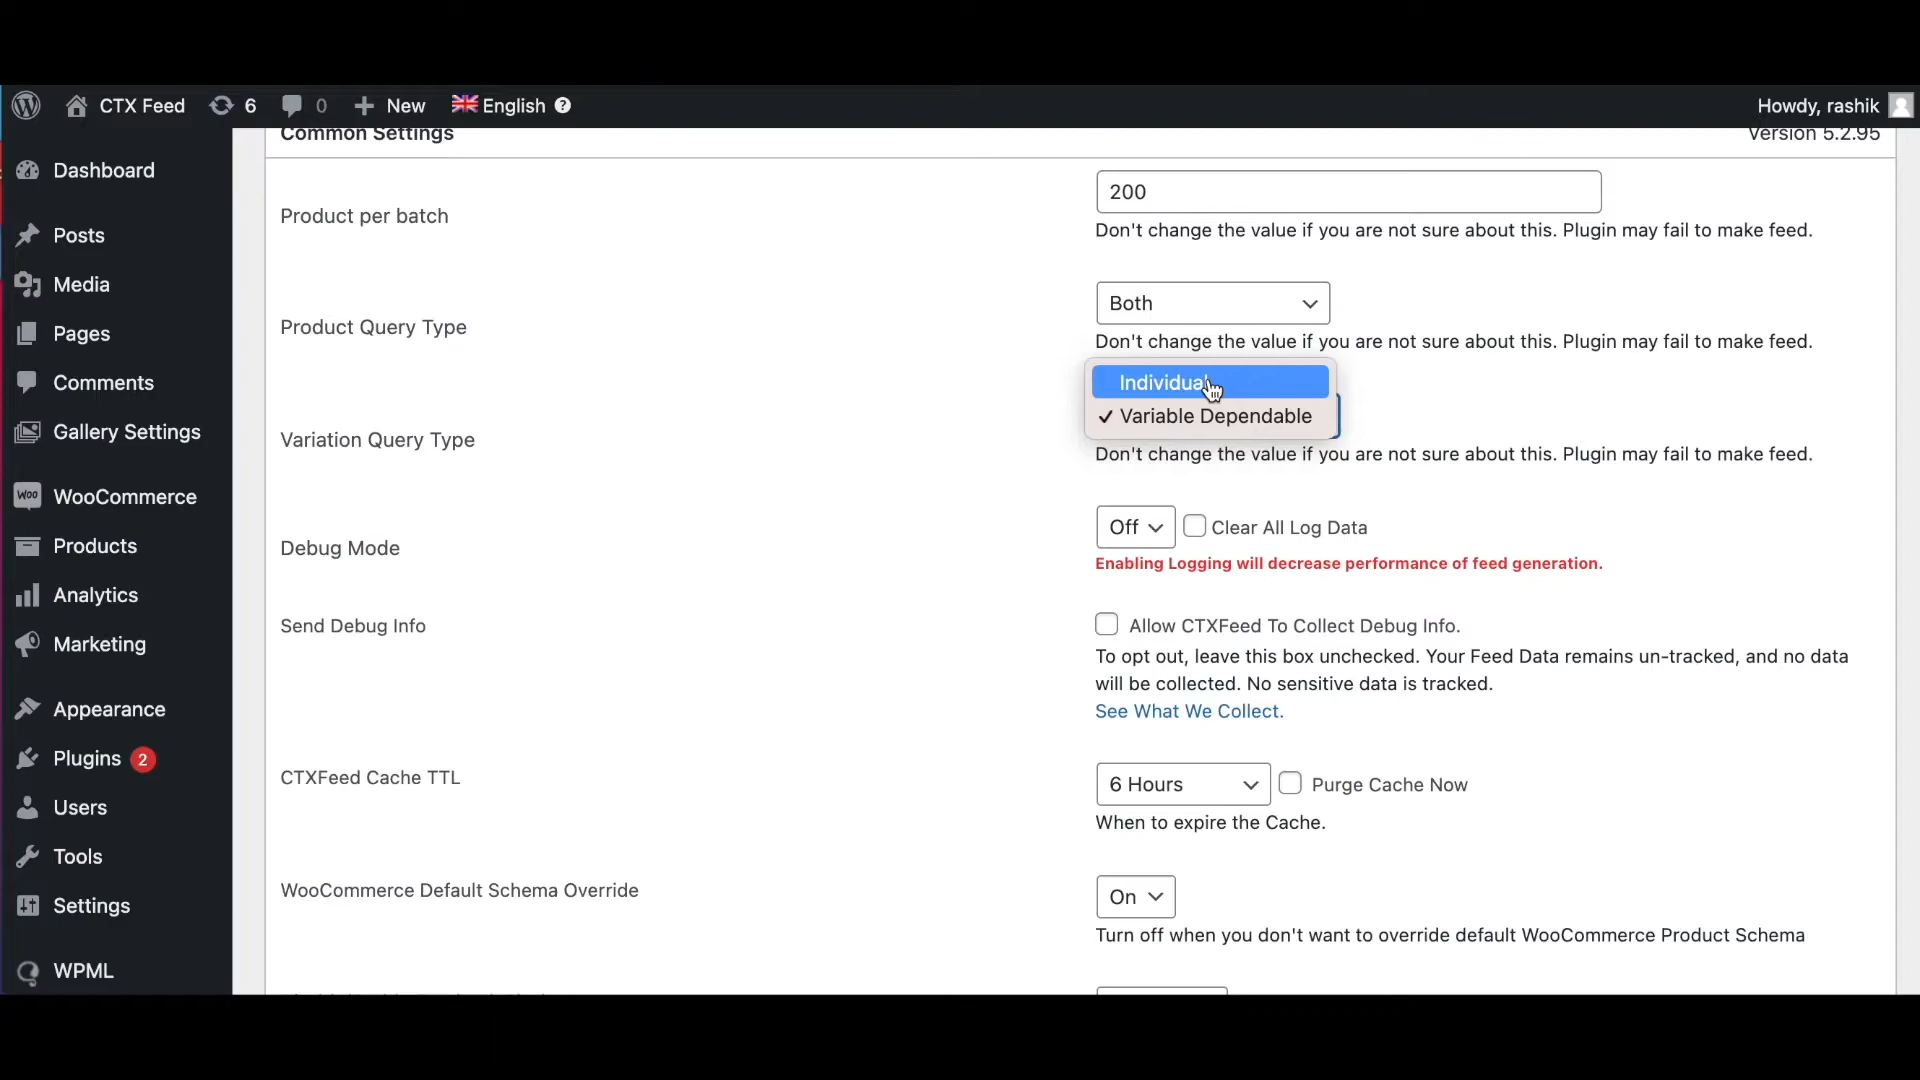 CTX Feed 6 0 New English Howdy, rashik
Common Settings Version 5.2.95
Dashboard
Posts
Media
Pages
Comments
Gallery Settings
WooCommerce
Products
Analytics
Marketing
Appearance
Plugins 2
Users
Tools
Settings
WPML
Product per batch
200
Don't change the value if you are not sure about this. Plugin may fail to make feed.
Product Query Type
Both
Don't change the value if you are not sure about this. Plugin may fail to make feed.
Variation Query Type
Individual
✓ Variable Dependable
Don't change the value if you are not sure about this. Plugin may fail to make feed.
Debug Mode
Off Clear All Log Data
Enabling Logging will decrease performance of feed generation.
Send Debug Info
Allow CTXFeed To Collect Debug Info.
To opt out, leave this box unchecked. Your Feed Data remains un-tracked, and no data
will be collected. No sensitive data is tracked.
See What We Collect.
CTXFeed Cache TTL
6 Hours Purge Cache Now
When to expire the Cache.
WooCommerce Default Schema Override
On
Turn off when you don't want to override default WooCommerce Product Schema